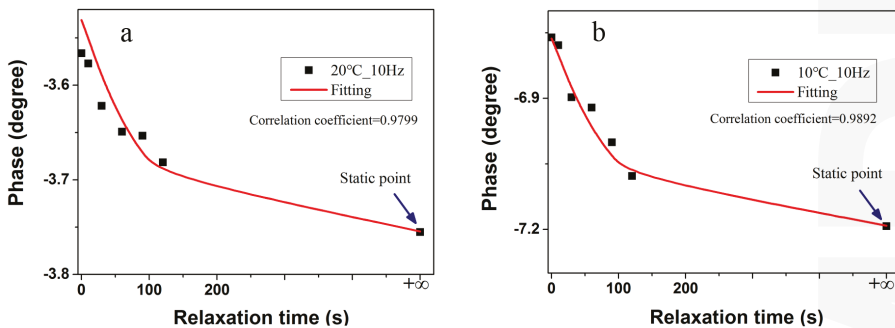 a
20℃_10Hz
Fitting
Correlation coefficient=0.9799
Static point
Phase (degree)
-3.6
-3.7
-3.8
0
100
200
+∞
Relaxation time (s)
b
10℃_10Hz
Fitting
Correlation coefficient=0.9892
Static point
Phase (degree)
-6.9
-7.2
0
100
200
+∞
Relaxation time (s)